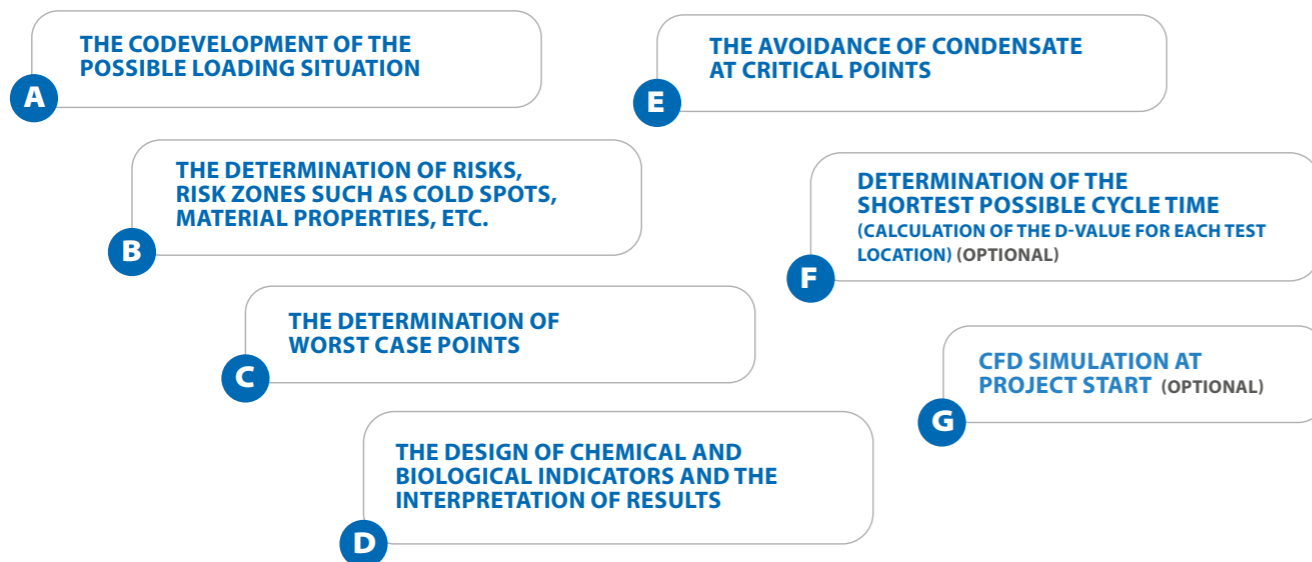 THE CODEVELOPMENT OF THE
POSSIBLE LOADING SITUATION
A
THE DETERMINATION OF RISKS,
RISK ZONES SUCH AS COLD SPOTS,
MATERIAL PROPERTIES, ETC.
B
THE DETERMINATION OF
WORST CASE POINTS
C
THE DESIGN OF CHEMICAL AND
BIOLOGICAL INDICATORS AND THE
INTERPRETATION OF RESULTS
D
THE AVOIDANCE OF CONDENSATE
AT CRITICAL POINTS
E
DETERMINATION OF THE
SHORTEST POSSIBLE CYCLE TIME
(CALCULATION OF THE D-VALUE FOR EACH TEST
LOCATION) (OPTIONAL)
F
CFD SIMULATION AT
PROJECT START (OPTIONAL)
G